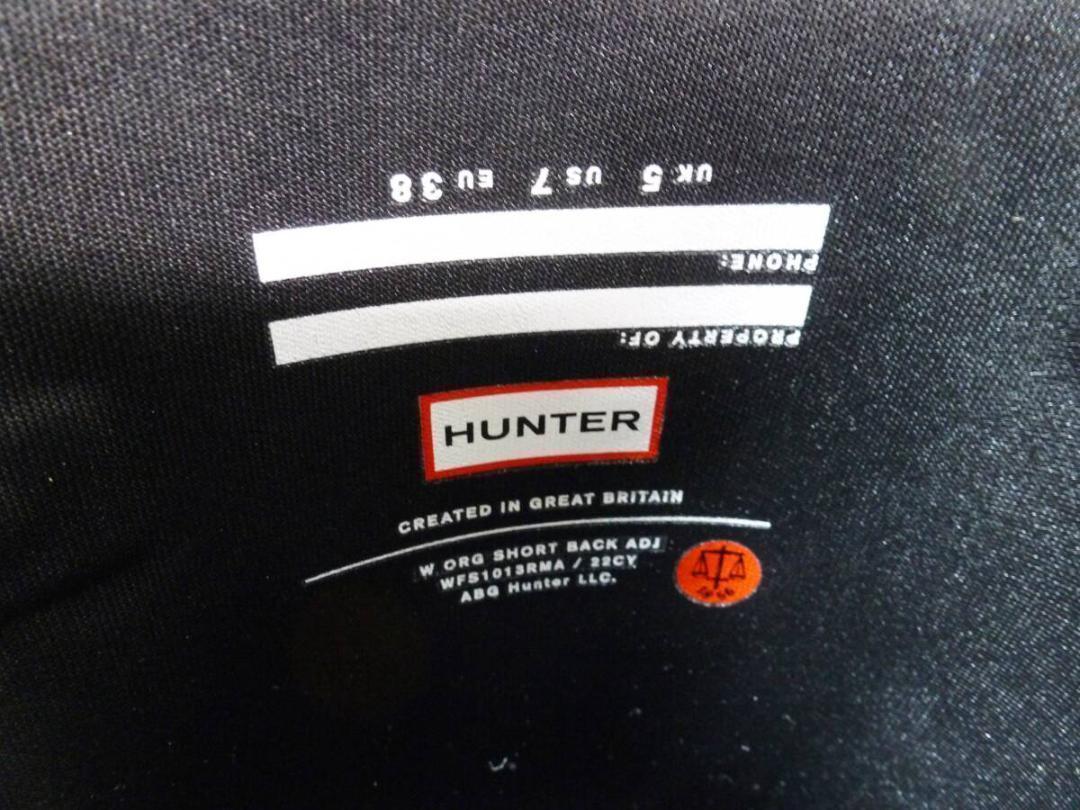 UK 5 US 7 EU 38
PHONE:
PROPERTY OF:
HUNTER
CREATED IN GREAT BRITAIN
W ORG SHORT BACK ADJ
WFS1013RMA / 22CY
ABG Hunter LLC.